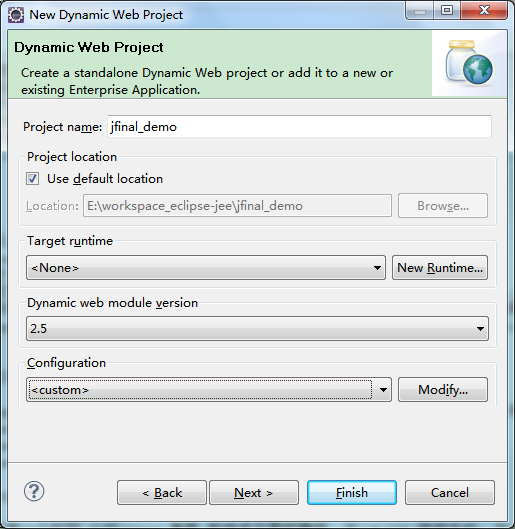 New Dynamic Web Project
Dynamic Web Project
Create a standalone Dynamic Web project or add it to a new or
existing Enterprise Application.
Project name: jfinal_demo
Project location
Use default location
Location: E:\workspace_eclipse-jee\jfinal_demo Browse...
Target runtime
<None> New Runtime...
Dynamic web module version
2.5
Configuration
<custom> Modify...
? < Back Next > Finish Cancel